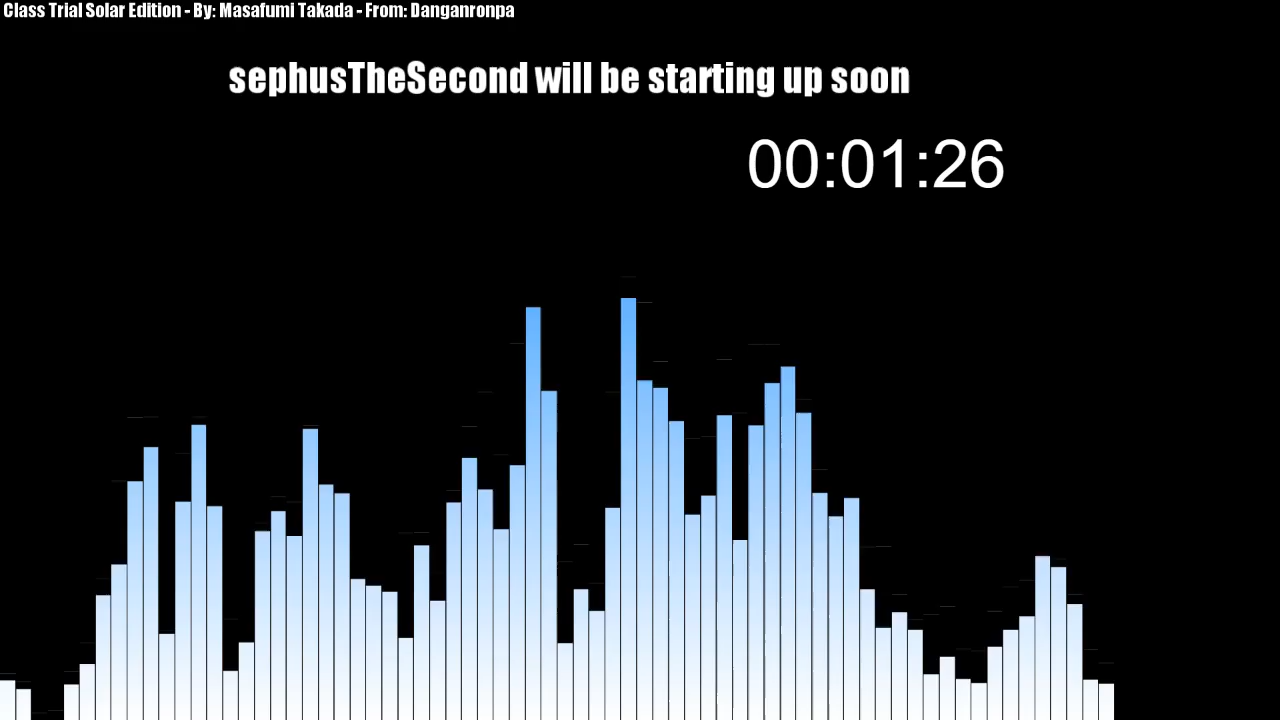 Class Trial Solar Edition - By: Masafumi Takada - From: Danganronpa
sephusTheSecond will be starting up soon
00:01:26